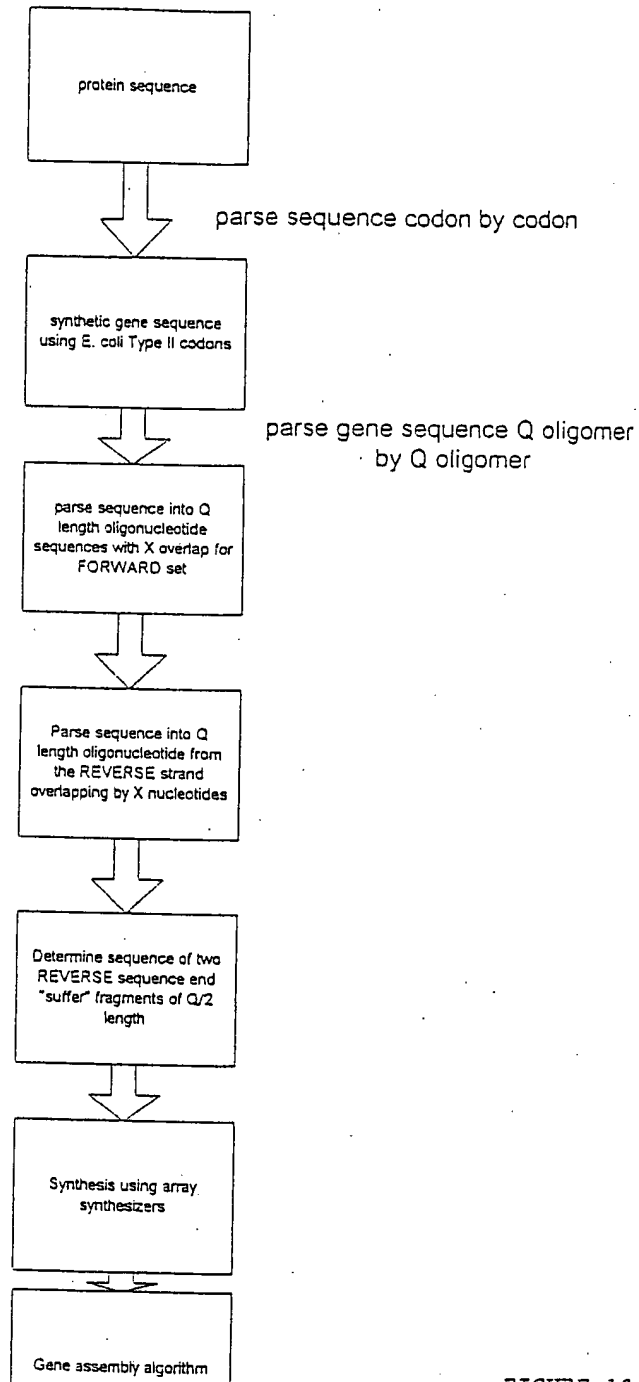 protein sequence
parse sequence codon by codon
synthetic gene sequence
using E. coli Type II codons
parse gene sequence Q oligomer
by Q oligomer
parse sequence into Q
length oligonucleotide
sequences with X overlap for
FORWARD set
Parse sequence into Q
length oligonucleotide from
the REVERSE strand
overlapping by X nucleotides
Determine sequence of two
REVERSE sequence end
"suffer" fragments of Q/2
length
Synthesis using array
synthesizers
Gene assembly algorithm